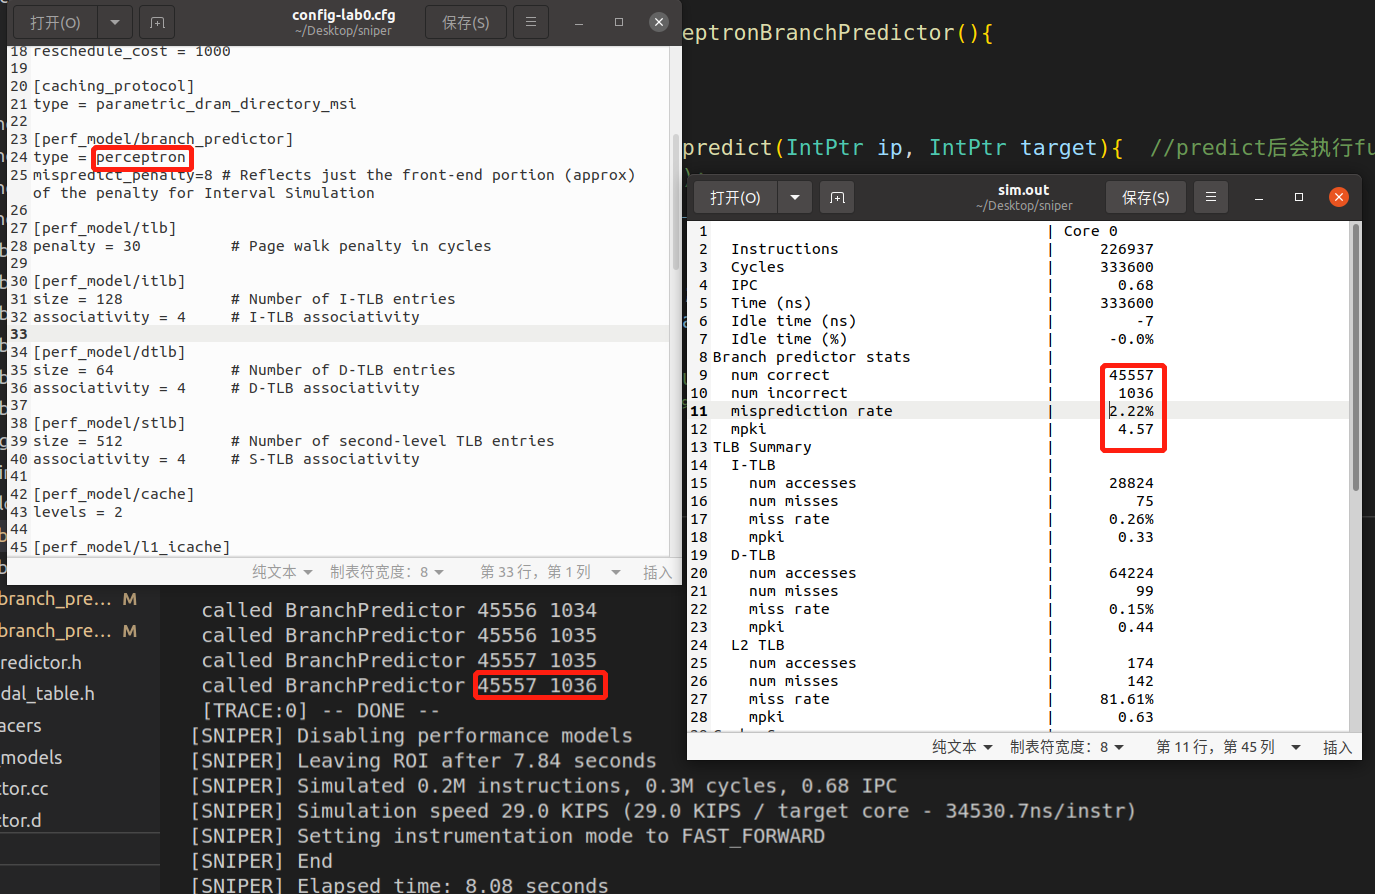 打开(O)
config-lab0.cfg
~/Desktop/sniper
保存(S)
18 reschedule_cost = 1000
19
20 [caching_protocol]
21 type = parametric_dram_directory_msi
22
23 [perf_model/branch_predictor]
24 type = perceptron
25 mispredict_penalty=8 # Reflects just the front-end portion (approx)
of the penalty for Interval Simulation
26
27 [perf_model/tlb]
28 penalty = 30 # Page walk penalty in cycles
29
30 [perf_model/itlb]
31 size = 128 # Number of I-TLB entries
32 associativity = 4 # I-TLB associativity
33
34 [perf_model/dtlb]
35 size = 64 # Number of D-TLB entries
36 associativity = 4 # D-TLB associativity
37
38 [perf_model/stlb]
39 size = 512 # Number of second-level TLB entries
40 associativity = 4 # S-TLB associativity
41
42 [perf_model/cache]
43 levels = 2
44
45 [perf_model/l1_icache]
纯文本 制表符宽度：8 第 33 行，第 1 列 插入
eptronBranchPredictor(){
predict(IntPtr ip, IntPtr target){ //predict后会执行fu
打开(O)
sim.out
~/Desktop/sniper
保存(S)
1 | Core 0
2 Instructions | 226937
3 Cycles | 333600
4 IPC | 0.68
5 Time (ns) | 333600
6 Idle time (ns) | -7
7 Idle time (%) | -0.0%
8 Branch predictor stats |
9 num correct | 45557
10 num incorrect | 1036
11 misprediction rate | 2.22%
12 mpki | 4.57
13 TLB Summary |
14 I-TLB |
15 num accesses | 28824
16 num misses | 75
17 miss rate | 0.26%
18 mpki | 0.33
19 D-TLB |
20 num accesses | 64224
21 num misses | 99
22 miss rate | 0.15%
23 mpki | 0.44
24 L2 TLB |
25 num accesses | 174
26 num misses | 142
27 miss rate | 81.61%
28 mpki | 0.63
纯文本 制表符宽度：8 第 11 行，第 45 列 插入
branch_pre... M
branch_pre... M
redictor.h
dal_table.h
acers
models
tor.cc
tor.d
called BranchPredictor 45556 1034
called BranchPredictor 45556 1035
called BranchPredictor 45557 1035
called BranchPredictor 45557 1036
[TRACE:0] -- DONE --
[SNIPER] Disabling performance models
[SNIPER] Leaving ROI after 7.84 seconds
[SNIPER] Simulated 0.2M instructions, 0.3M cycles, 0.68 IPC
[SNIPER] Simulation speed 29.0 KIPS (29.0 KIPS / target core - 34530.7ns/instr)
[SNIPER] Setting instrumentation mode to FAST_FORWARD
[SNIPER] End
[SNIPER] Elapsed time: 8.08 seconds